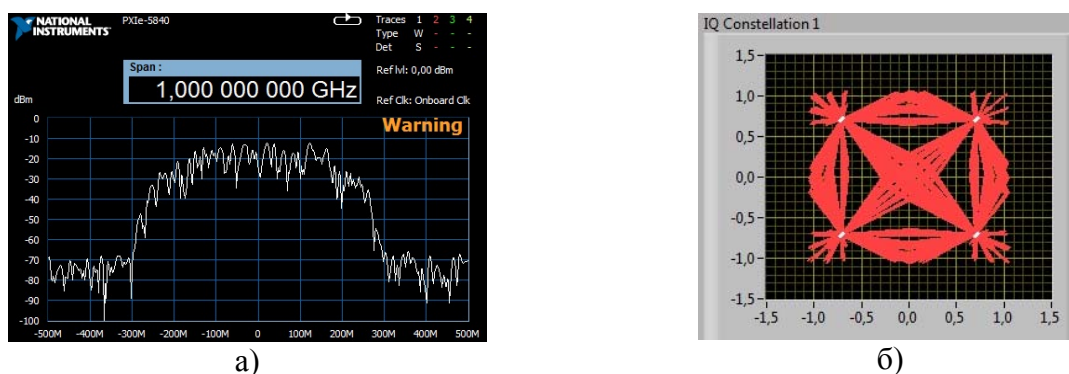 NATIONAL INSTRUMENTS
PXIe-5840
Traces 1 2 3 4
Type W - - -
Det S - - -
Span :
1,000 000 000 GHz
Ref lvl: 0,00 dBm
Ref Clk: Onboard Clk
dBm
Warning
0
-10
-20
-30
-40
-50
-60
-70
-80
-90
-100
-500M -400M -300M -200M -100M 0 100M 200M 300M 400M 500M
а)
IQ Constellation 1
1,5
1,0
0,5
0,0
-0,5
-1,0
-1,5
-1,5 -1,0 -0,5 0,0 0,5 1,0 1,5
б)